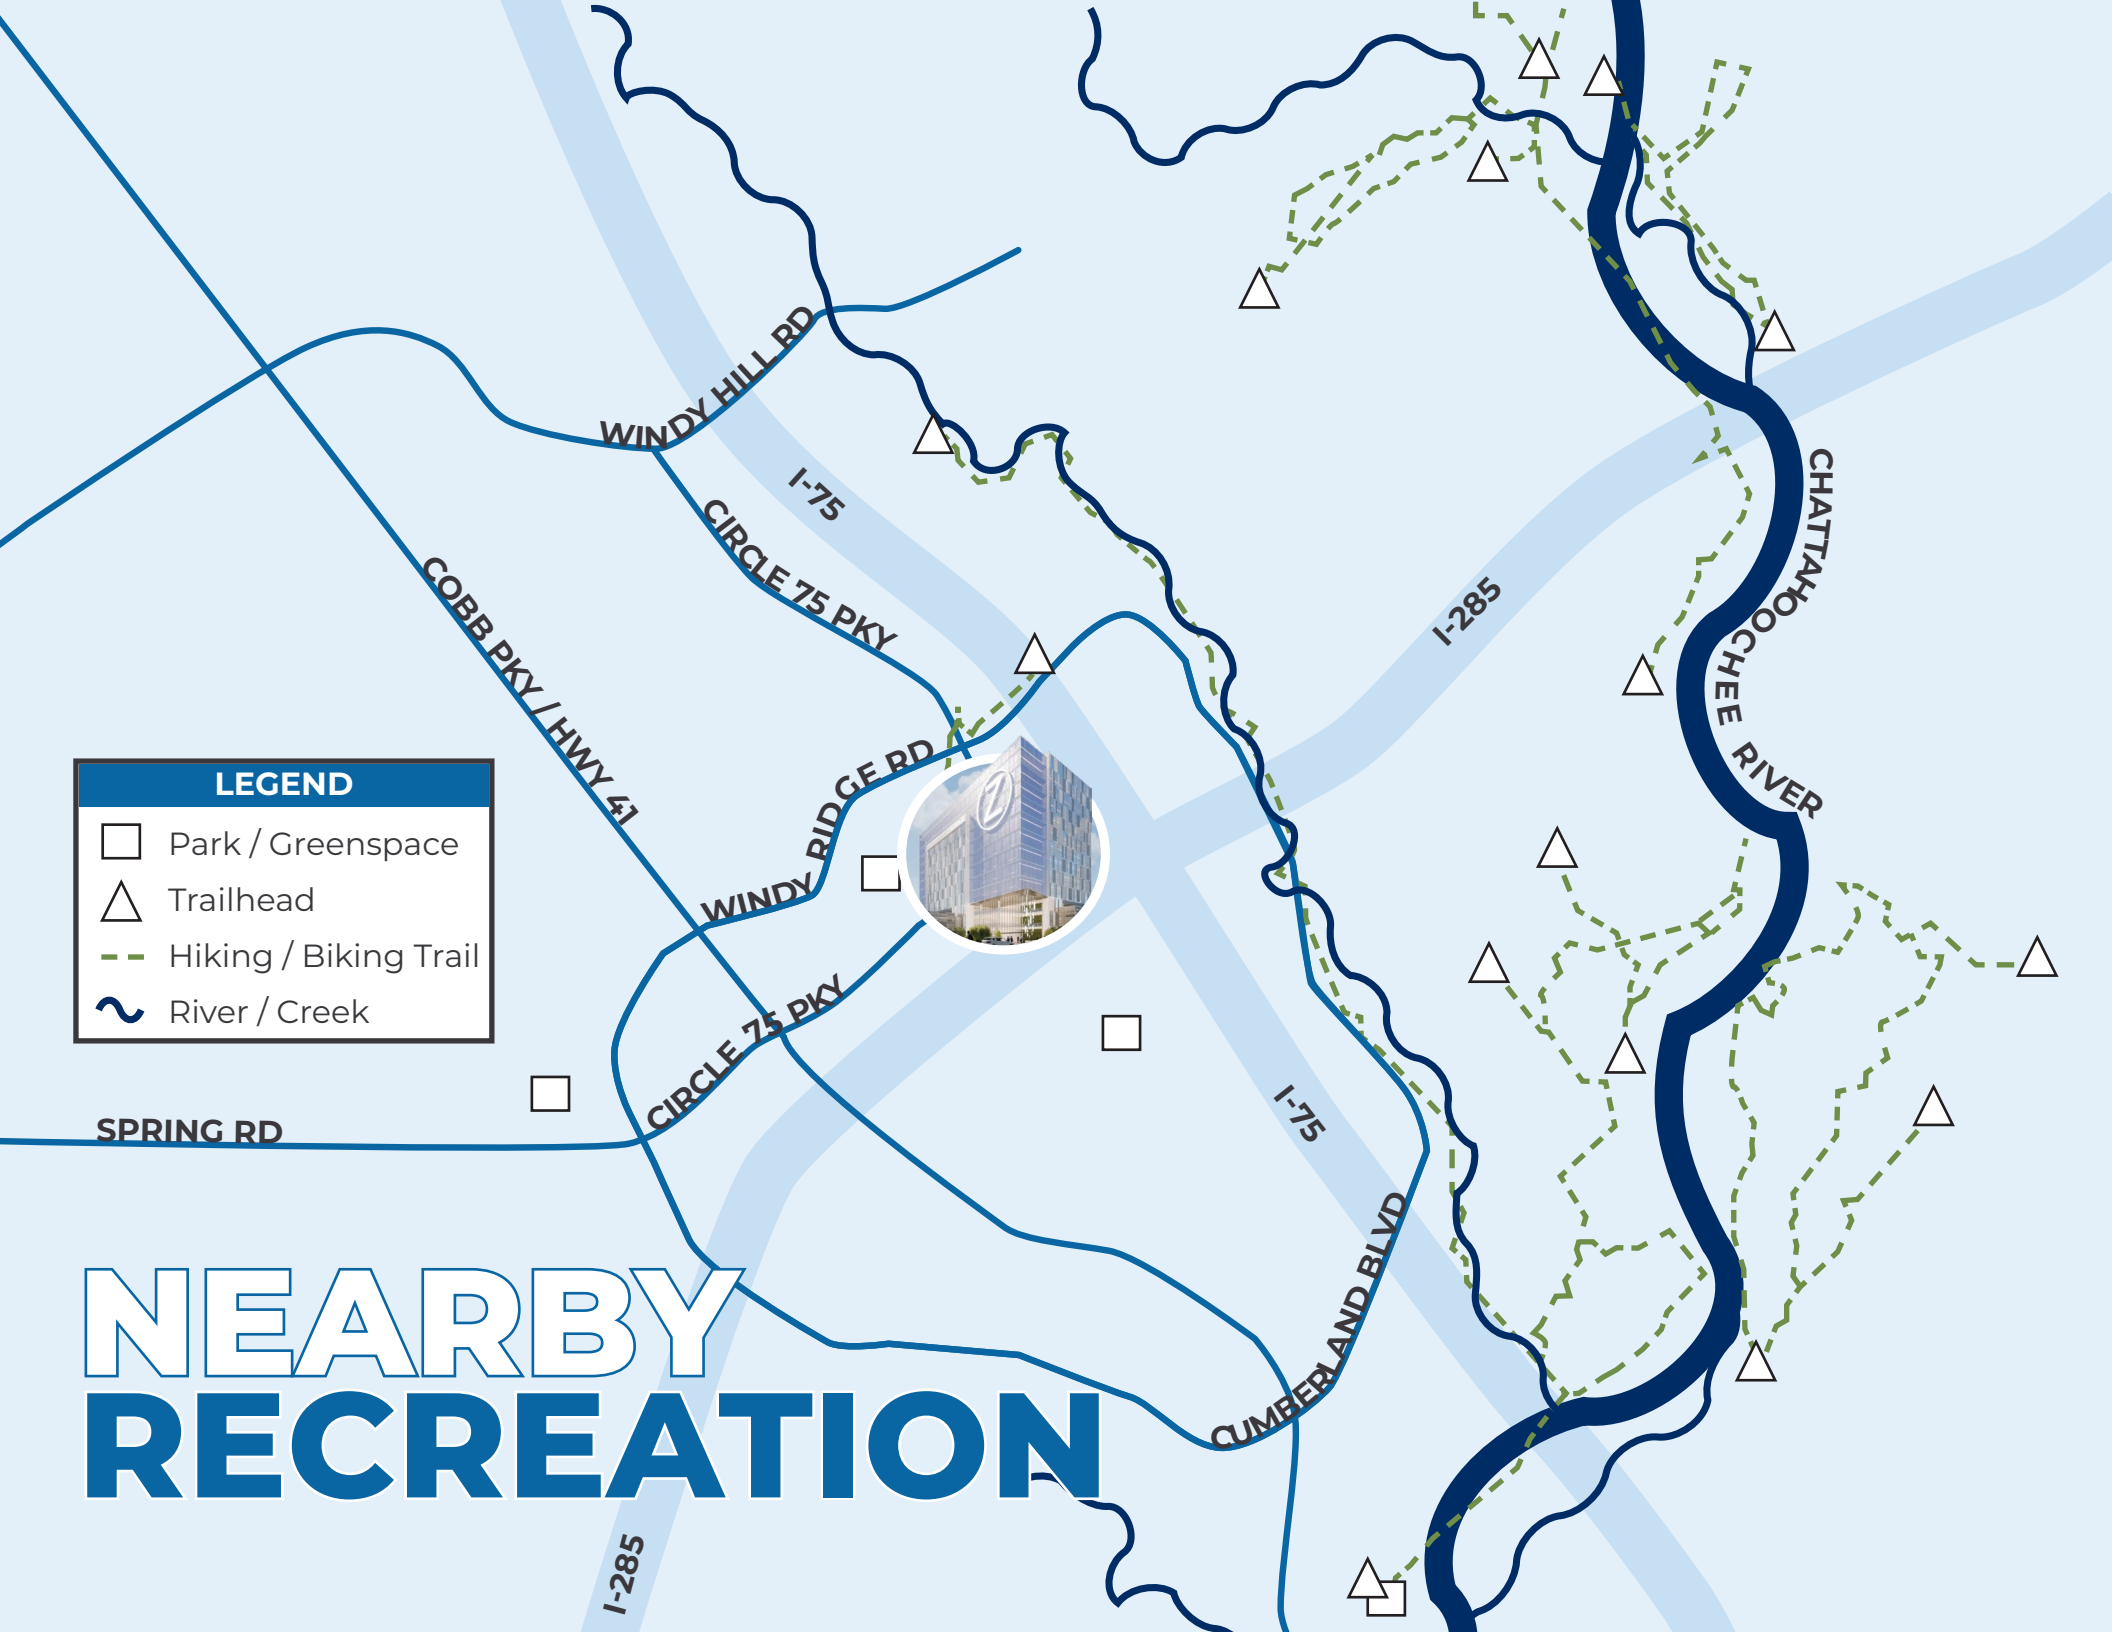 WINDY HILL RD
I-75
CIRCLE 75 PKY
COBB PKY / HWY 41
I-285
CHATTAHOOCHEE RIVER
WINDY RIDGE RD
LEGEND
Park / Greenspace
Trailhead
Hiking / Biking Trail
River / Creek
CIRCLE 75 PKY
SPRING RD
I-75
CUMBERLAND BLVD
NEARBY
RECREATION
I-285
Z